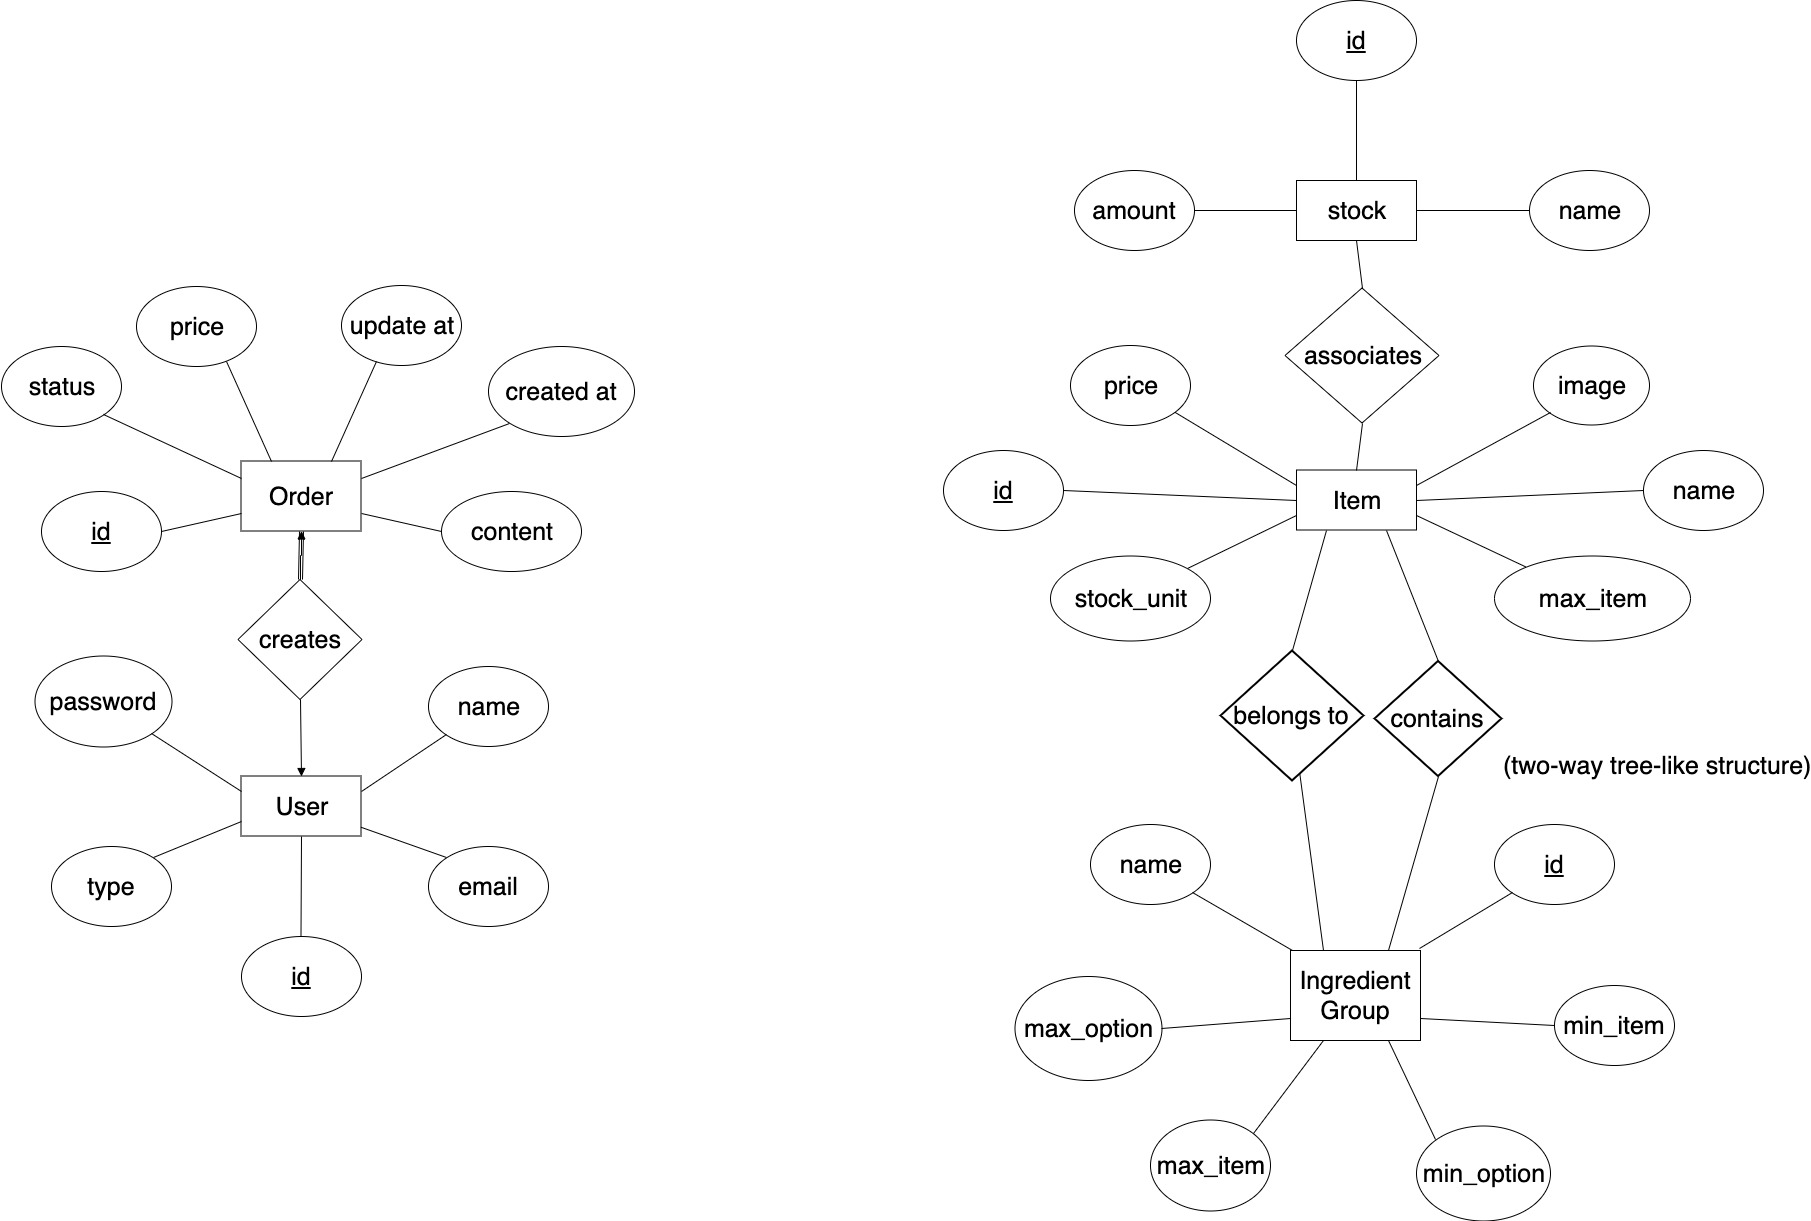 id
amount
stock
name
price
update at
status
created at
associates
price
image
Order
id
Item
name
id
content
stock_unit
max_item
creates
password
name
belongs to
contains
(two-way tree-like structure)
User
name
id
type
email
id
Ingredient
Group
max_option
min_item
max_item
min_option